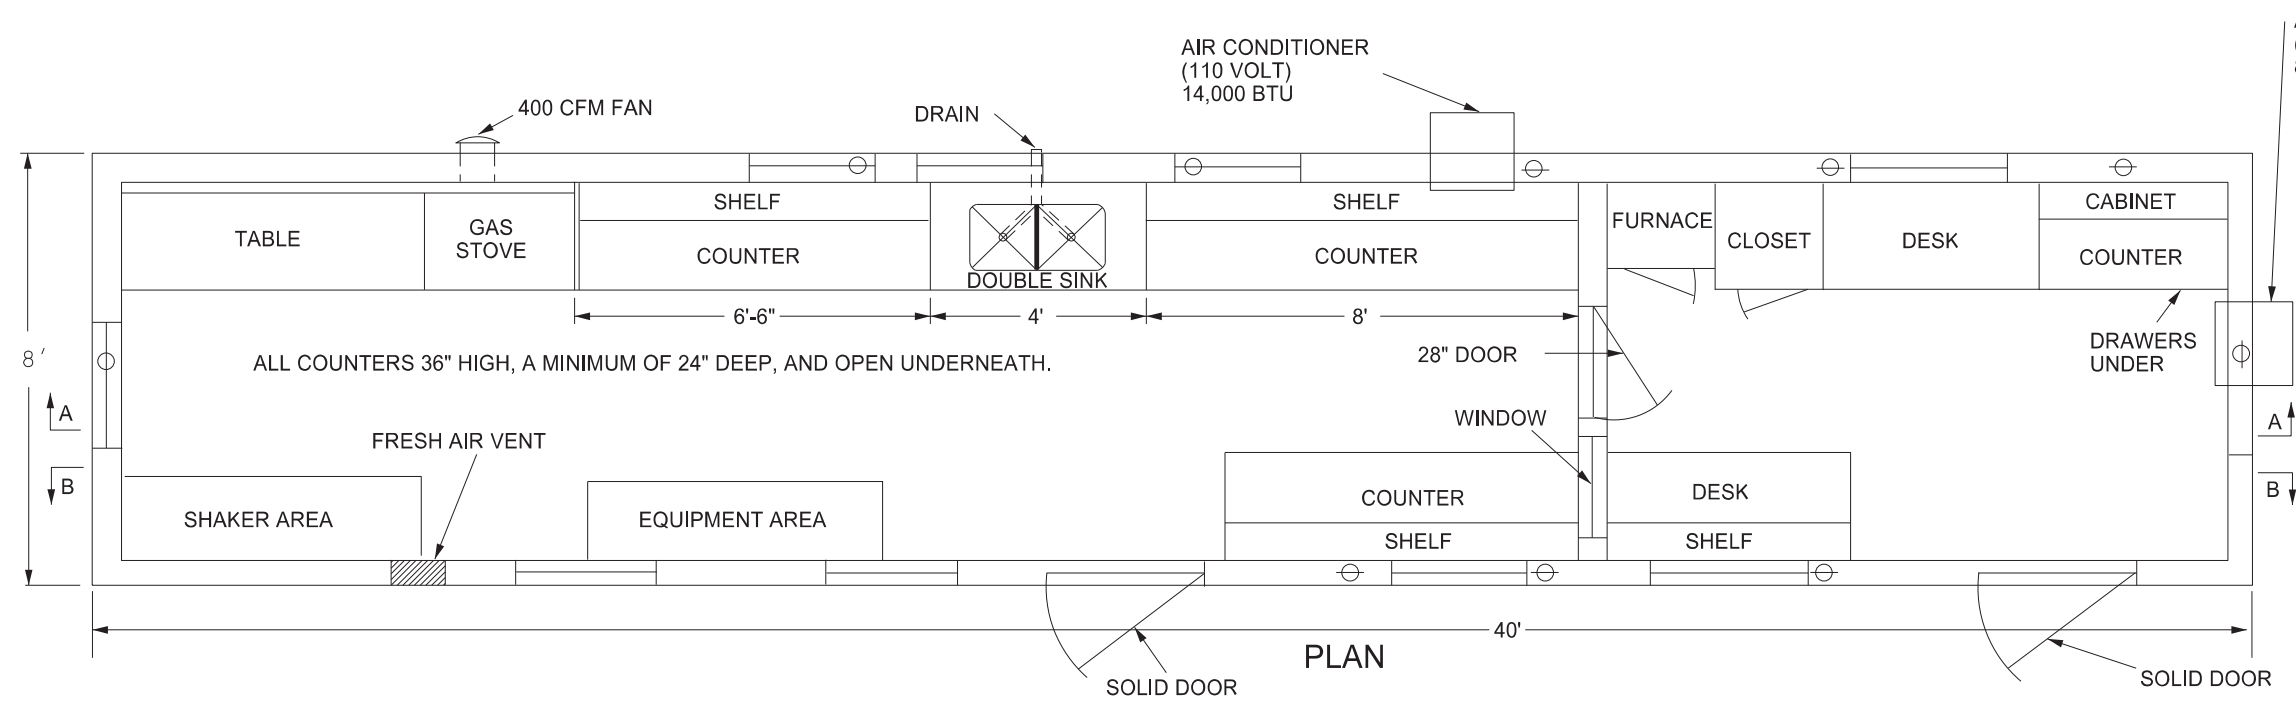 AIR CONDITIONER
(110 VOLT)
14,000 BTU
400 CFM FAN
DRAIN
SHELF
SHELF
CABINET
TABLE
GAS
STOVE
COUNTER
DOUBLE SINK
COUNTER
FURNACE
CLOSET
DESK
COUNTER
6'-6"
4'
8'
8'
28" DOOR
DRAWERS
UNDER
ALL COUNTERS 36" HIGH, A MINIMUM OF 24" DEEP, AND OPEN UNDERNEATH.
A
A
WINDOW
FRESH AIR VENT
B
B
SHAKER AREA
EQUIPMENT AREA
COUNTER
DESK
SHELF
SHELF
40'
PLAN
SOLID DOOR
SOLID DOOR